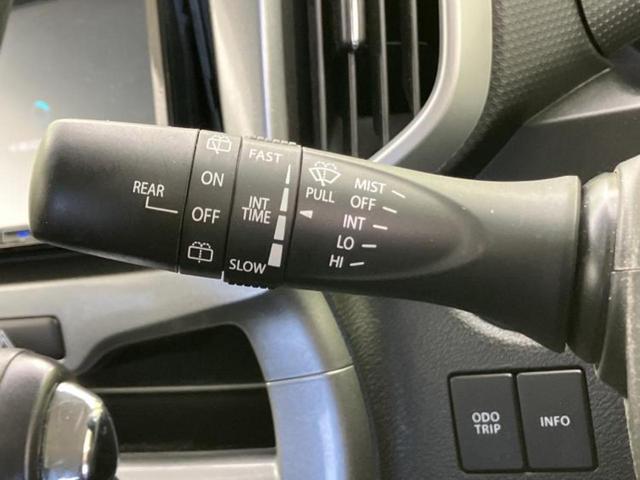 REAR
ON
OFF
FAST
INT
TIME
SLOW
PULL
MIST
OFF
INT
LO
HI
ODO
TRIP
INFO